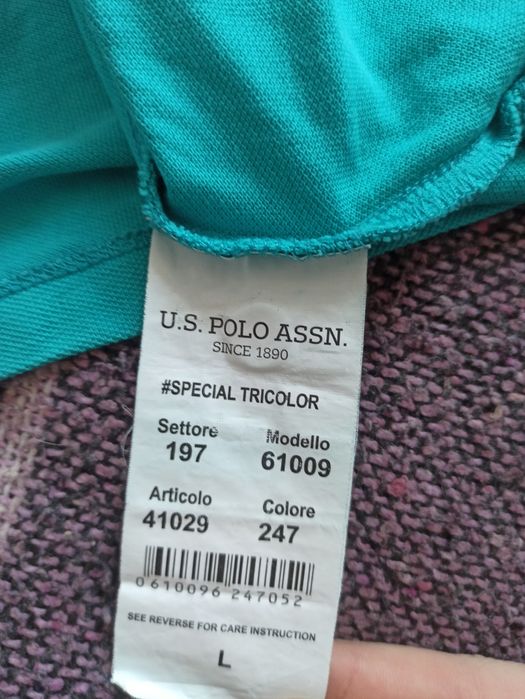 U.S. POLO ASSN.
SINCE 1890
#SPECIAL TRICOLOR
Settore Modello
197 61009
Articolo Colore
41029 247
0610096 247052
SEE REVERSE FOR CARE INSTRUCTION
L